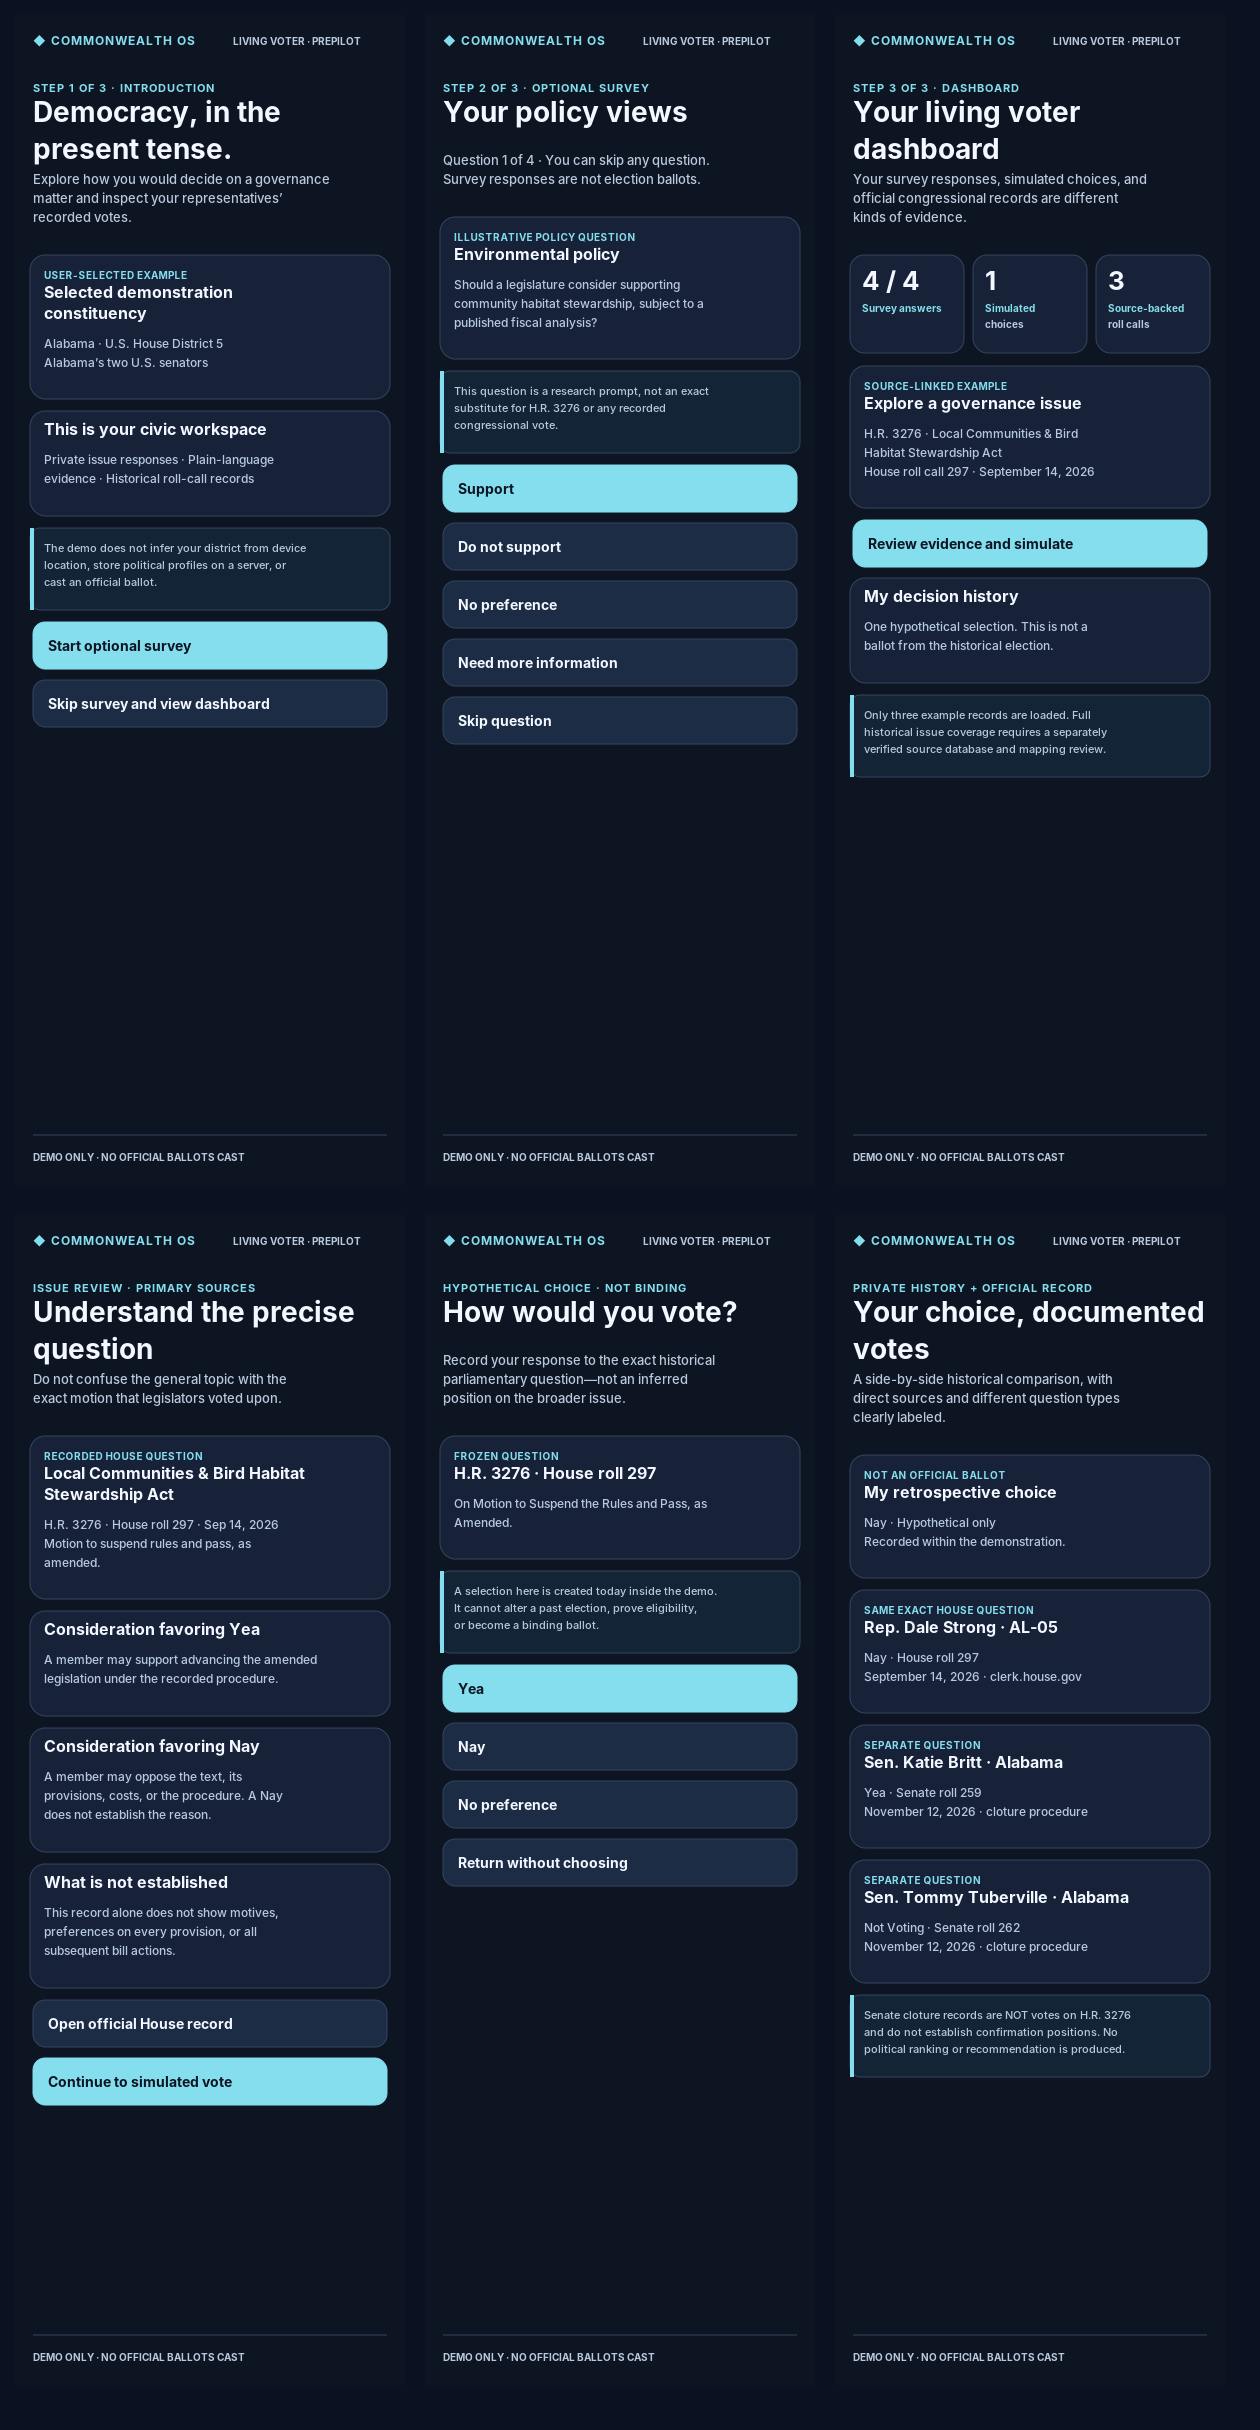 ◆ COMMONWEALTH OS
LIVING VOTER · PREPILOT
STEP 1 OF 3 · INTRODUCTION
Democracy, in the
present tense.
Explore how you would decide on a governance
matter and inspect your representatives’
recorded votes.
USER-SELECTED EXAMPLE
Selected demonstration
constituency
Alabama · U.S. House District 5
Alabama’s two U.S. senators
This is your civic workspace
Private issue responses · Plain-language
evidence · Historical roll-call records
The demo does not infer your district from device
location, store political profiles on a server, or
cast an official ballot.
Start optional survey
Skip survey and view dashboard
DEMO ONLY · NO OFFICIAL BALLOTS CAST
◆ COMMONWEALTH OS
LIVING VOTER · PREPILOT
STEP 2 OF 3 · OPTIONAL SURVEY
Your policy views
Question 1 of 4 · You can skip any question.
Survey responses are not election ballots.
ILLUSTRATIVE POLICY QUESTION
Environmental policy
Should a legislature consider supporting
community habitat stewardship, subject to a
published fiscal analysis?
This question is a research prompt, not an exact
substitute for H.R. 3276 or any recorded
congressional vote.
Support
Do not support
No preference
Need more information
Skip question
DEMO ONLY · NO OFFICIAL BALLOTS CAST
◆ COMMONWEALTH OS
LIVING VOTER · PREPILOT
STEP 3 OF 3 · DASHBOARD
Your living voter
dashboard
Your survey responses, simulated choices, and
official congressional records are different
kinds of evidence.
4 / 4
Survey answers
1
Simulated
choices
3
Source-backed
roll calls
SOURCE-LINKED EXAMPLE
Explore a governance issue
H.R. 3276 · Local Communities & Bird
Habitat Stewardship Act
House roll call 297 · September 14, 2026
Review evidence and simulate
My decision history
One hypothetical selection. This is not a
ballot from the historical election.
Only three example records are loaded. Full
historical issue coverage requires a separately
verified source database and mapping review.
DEMO ONLY · NO OFFICIAL BALLOTS CAST
◆ COMMONWEALTH OS
LIVING VOTER · PREPILOT
ISSUE REVIEW · PRIMARY SOURCES
Understand the precise
question
Do not confuse the general topic with the
exact motion that legislators voted upon.
RECORDED HOUSE QUESTION
Local Communities & Bird Habitat
Stewardship Act
H.R. 3276 · House roll 297 · Sep 14, 2026
Motion to suspend rules and pass, as
amended.
Consideration favoring Yea
A member may support advancing the amended
legislation under the recorded procedure.
Consideration favoring Nay
A member may oppose the text, its
provisions, costs, or the procedure. A Nay
does not establish the reason.
What is not established
This record alone does not show motives,
preferences on every provision, or all
subsequent bill actions.
Open official House record
Continue to simulated vote
DEMO ONLY · NO OFFICIAL BALLOTS CAST
◆ COMMONWEALTH OS
LIVING VOTER · PREPILOT
HYPOTHETICAL CHOICE · NOT BINDING
How would you vote?
Record your response to the exact historical
parliamentary question—not an inferred
position on the broader issue.
FROZEN QUESTION
H.R. 3276 · House roll 297
On Motion to Suspend the Rules and Pass, as
Amended.
A selection here is created today inside the demo.
It cannot alter a past election, prove eligibility,
or become a binding ballot.
Yea
Nay
No preference
Return without choosing
DEMO ONLY · NO OFFICIAL BALLOTS CAST
◆ COMMONWEALTH OS
LIVING VOTER · PREPILOT
PRIVATE HISTORY + OFFICIAL RECORD
Your choice, documented
votes
A side-by-side historical comparison, with
direct sources and different question types
clearly labeled.
NOT AN OFFICIAL BALLOT
My retrospective choice
Nay · Hypothetical only
Recorded within the demonstration.
SAME EXACT HOUSE QUESTION
Rep. Dale Strong · AL-05
Nay · House roll 297
September 14, 2026 · clerk.house.gov
SEPARATE QUESTION
Sen. Katie Britt · Alabama
Yea · Senate roll 259
November 12, 2026 · cloture procedure
SEPARATE QUESTION
Sen. Tommy Tuberville · Alabama
Not Voting · Senate roll 262
November 12, 2026 · cloture procedure
Senate cloture records are NOT votes on H.R. 3276
and do not establish confirmation positions. No
political ranking or recommendation is produced.
DEMO ONLY · NO OFFICIAL BALLOTS CAST